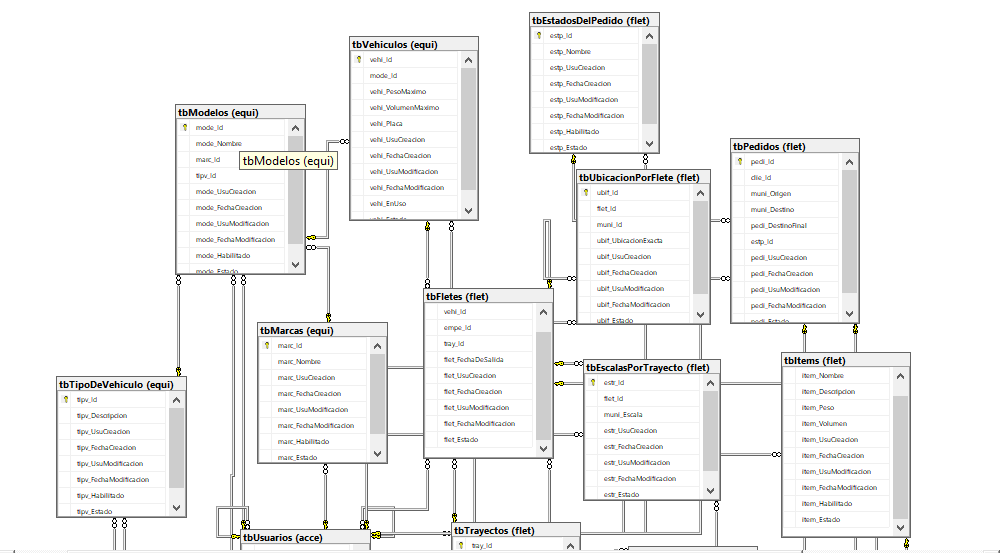 tbEstadosDelPedido (flet)
estp_Id
estp_Nombre
estp_UsuCreacion
estp_FechaCreacion
estp_UsuModificacion
estp_FechaModificacion
estp_Habilitado
estp_Estado
tbVehiculos (equi)
vehi_Id
mode_Id
vehi_PesoMaximo
vehi_VolumenMaximo
vehi_Placa
vehi_UsuCreacion
vehi_FechaCreacion
vehi_UsuModificacion
vehi_FechaModificacion
vehi_EnUso
vehi_Estado
tbModelos (equi)
mode_Id
mode_Nombre
marc_Id
tipv_Id
mode_UsuCreacion
mode_FechaCreacion
mode_UsuModificacion
mode_FechaModificacion
mode_Habilitado
mode_Estado
tbModelos (equi)
tbPedidos (flet)
pedi_Id
clie_Id
muni_Origen
muni_Destino
pedi_DestinoFinal
estp_Id
pedi_UsuCreacion
pedi_FechaCreacion
pedi_UsuModificacion
pedi_FechaModificacion
pedi_Estado
tbUbicacionPorFlete (flet)
ubif_Id
flet_Id
muni_Id
ubif_UbicacionExacta
ubif_UsuCreacion
ubif_FechaCreacion
ubif_UsuModificacion
ubif_FechaModificacion
ubif_Estado
tbFletes (flet)
vehi_Id
empe_Id
tray_Id
flet_FechaDeSalida
flet_UsuCreacion
flet_FechaCreacion
flet_UsuModificacion
flet_FechaModificacion
flet_Estado
tbMarcas (equi)
marc_Id
marc_Nombre
marc_UsuCreacion
marc_FechaCreacion
marc_UsuModificacion
marc_FechaModificacion
marc_Habilitado
marc_Estado
tbEscalasPorTrayecto (flet)
estr_Id
flet_Id
muni_Escala
estr_UsuCreacion
estr_FechaCreacion
estr_UsuModificacion
estr_FechaModificacion
estr_Estado
tbItems (flet)
item_Nombre
item_Descripcion
item_Peso
item_Volumen
item_UsuCreacion
item_FechaCreacion
item_UsuModificacion
item_FechaModificacion
item_Habilitado
item_Estado
tbTipoDeVehiculo (equi)
tipv_Id
tipv_Descripcion
tipv_UsuCreacion
tipv_FechaCreacion
tipv_UsuModificacion
tipv_FechaModificacion
tipv_Habilitado
tipv_Estado
tbUsuarios (acce)
tbTrayectos (flet)
tray_Id